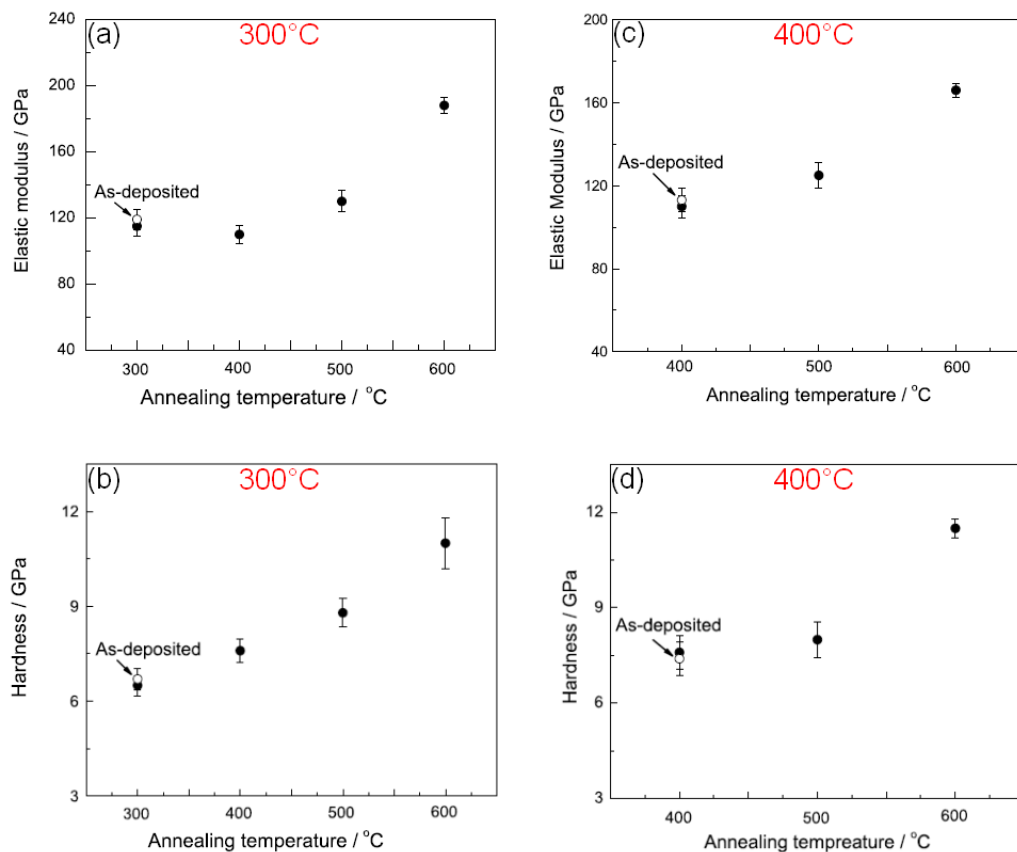 (a) 300°C
240
200
160
120
80
40
Elastic modulus / GPa
As-deposited
300 400 500 600
Annealing temperature / °C
(c) 400°C
200
160
120
80
40
Elastic Modulus / GPa
As-deposited
400 500 600
Annealing temperature / °C
(b) 300°C
12
9
6
3
Hardness / GPa
As-deposited
300 400 500 600
Annealing temperature / °C
(d) 400°C
12
9
6
3
Hardness / GPa
As-deposited
400 500 600
Annealing tempreature / °C